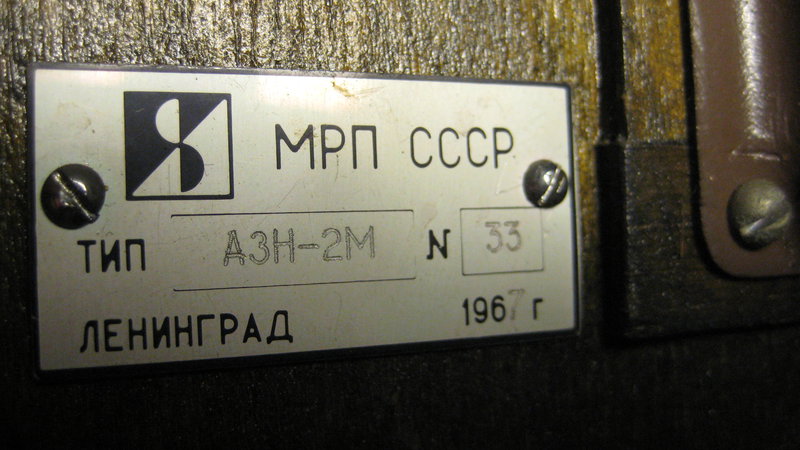 МРП СССР
ТИП ДЗН-2М N 33
ЛЕНИНГРАД 1967 г